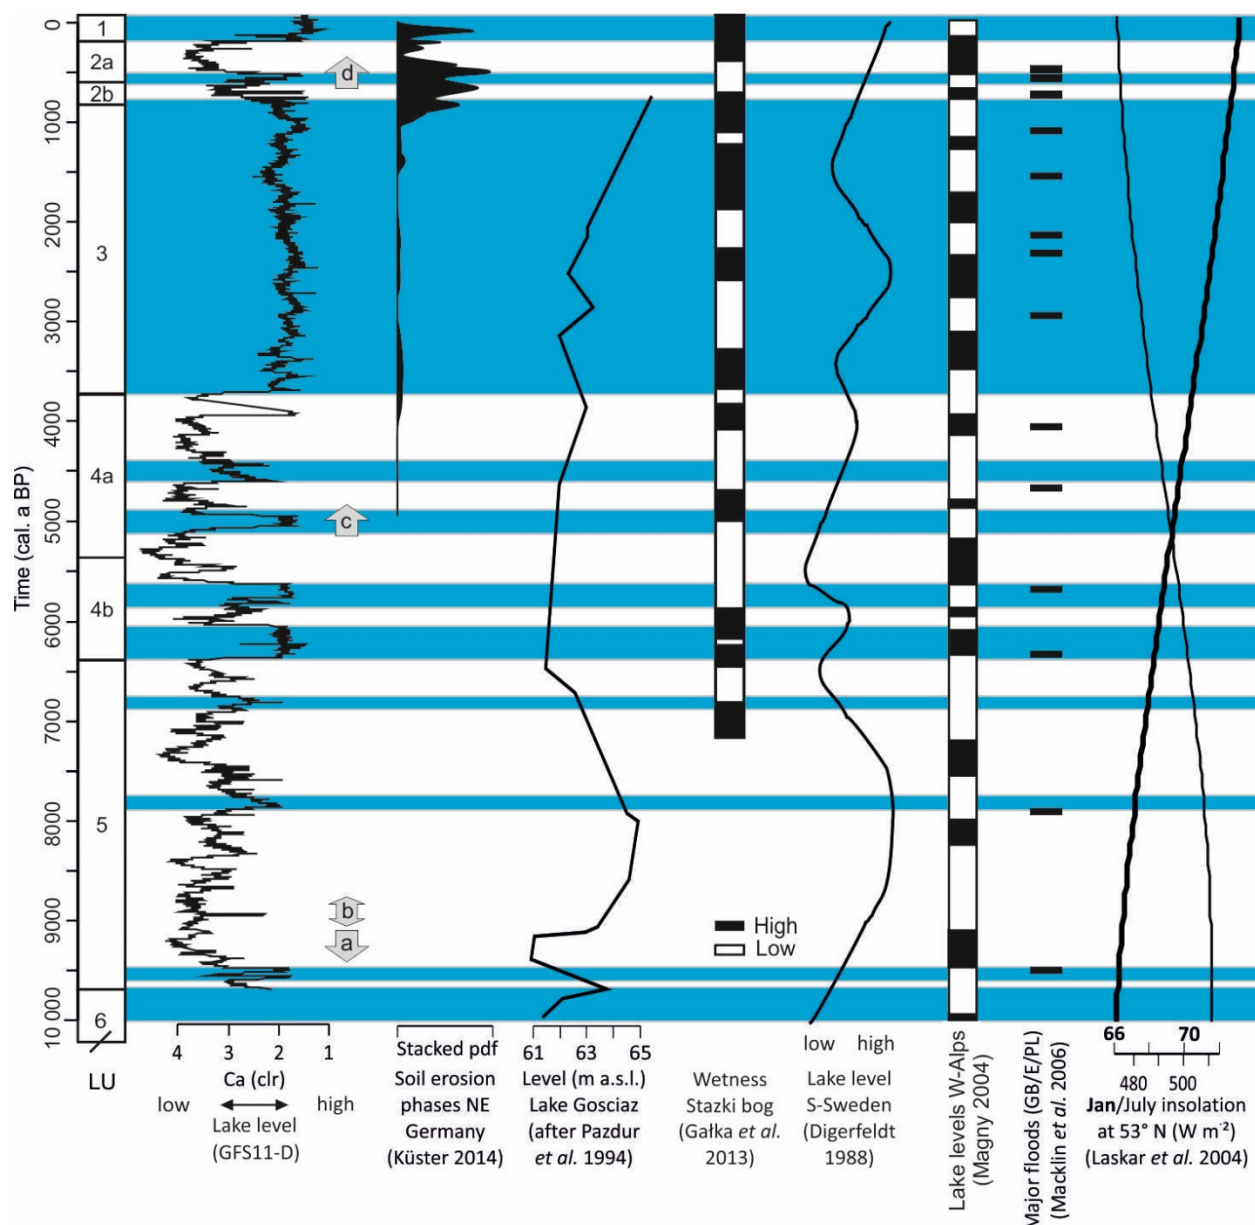 Time (cal. a BP)
0
1000
2000
3000
4000
5000
6000
7000
8000
9000
10 000
1
2a
2b
3
4a
4b
5
6
LU
d
c
b
a
High
Low
4 3 2 1
Ca (clr)
low high
Lake level
(GFS11-D)
Stacked pdf
Soil erosion
phases NE
Germany
(Küster 2014)
61 63 65
Level (m a.s.l.)
Lake Gosciaz
(after Pazdur
et al. 1994)
Wetness
Stazki bog
(Gałka et al.
2013)
low high
Lake level
S-Sweden
(Digerfeldt
1988)
Lake levels W-Alps
(Magny 2004)
Major floods (GB/E/PL)
(Macklin et al. 2006)
66 70
480 500
Jan/July insolation
at 53° N (W m⁻²)
(Laskar et al. 2004)